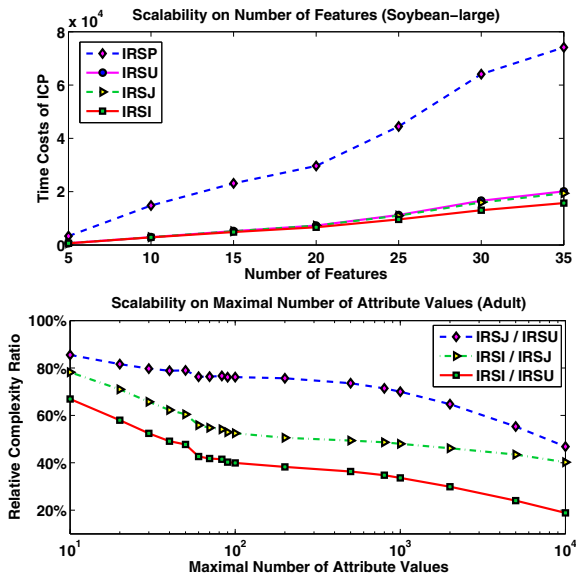 Scalability on Number of Features (Soybean−large)
x 10^4
8
6
4
2
0
Time Costs of ICP
IRSP
IRSU
IRSJ
IRSI
5 10 15 20 25 30 35
Number of Features
Scalability on Maximal Number of Attribute Values (Adult)
100%
80%
60%
40%
20%
Relative Complexity Ratio
IRSJ / IRSU
IRSI / IRSJ
IRSI / IRSU
10^1 10^2 10^3 10^4
Maximal Number of Attribute Values